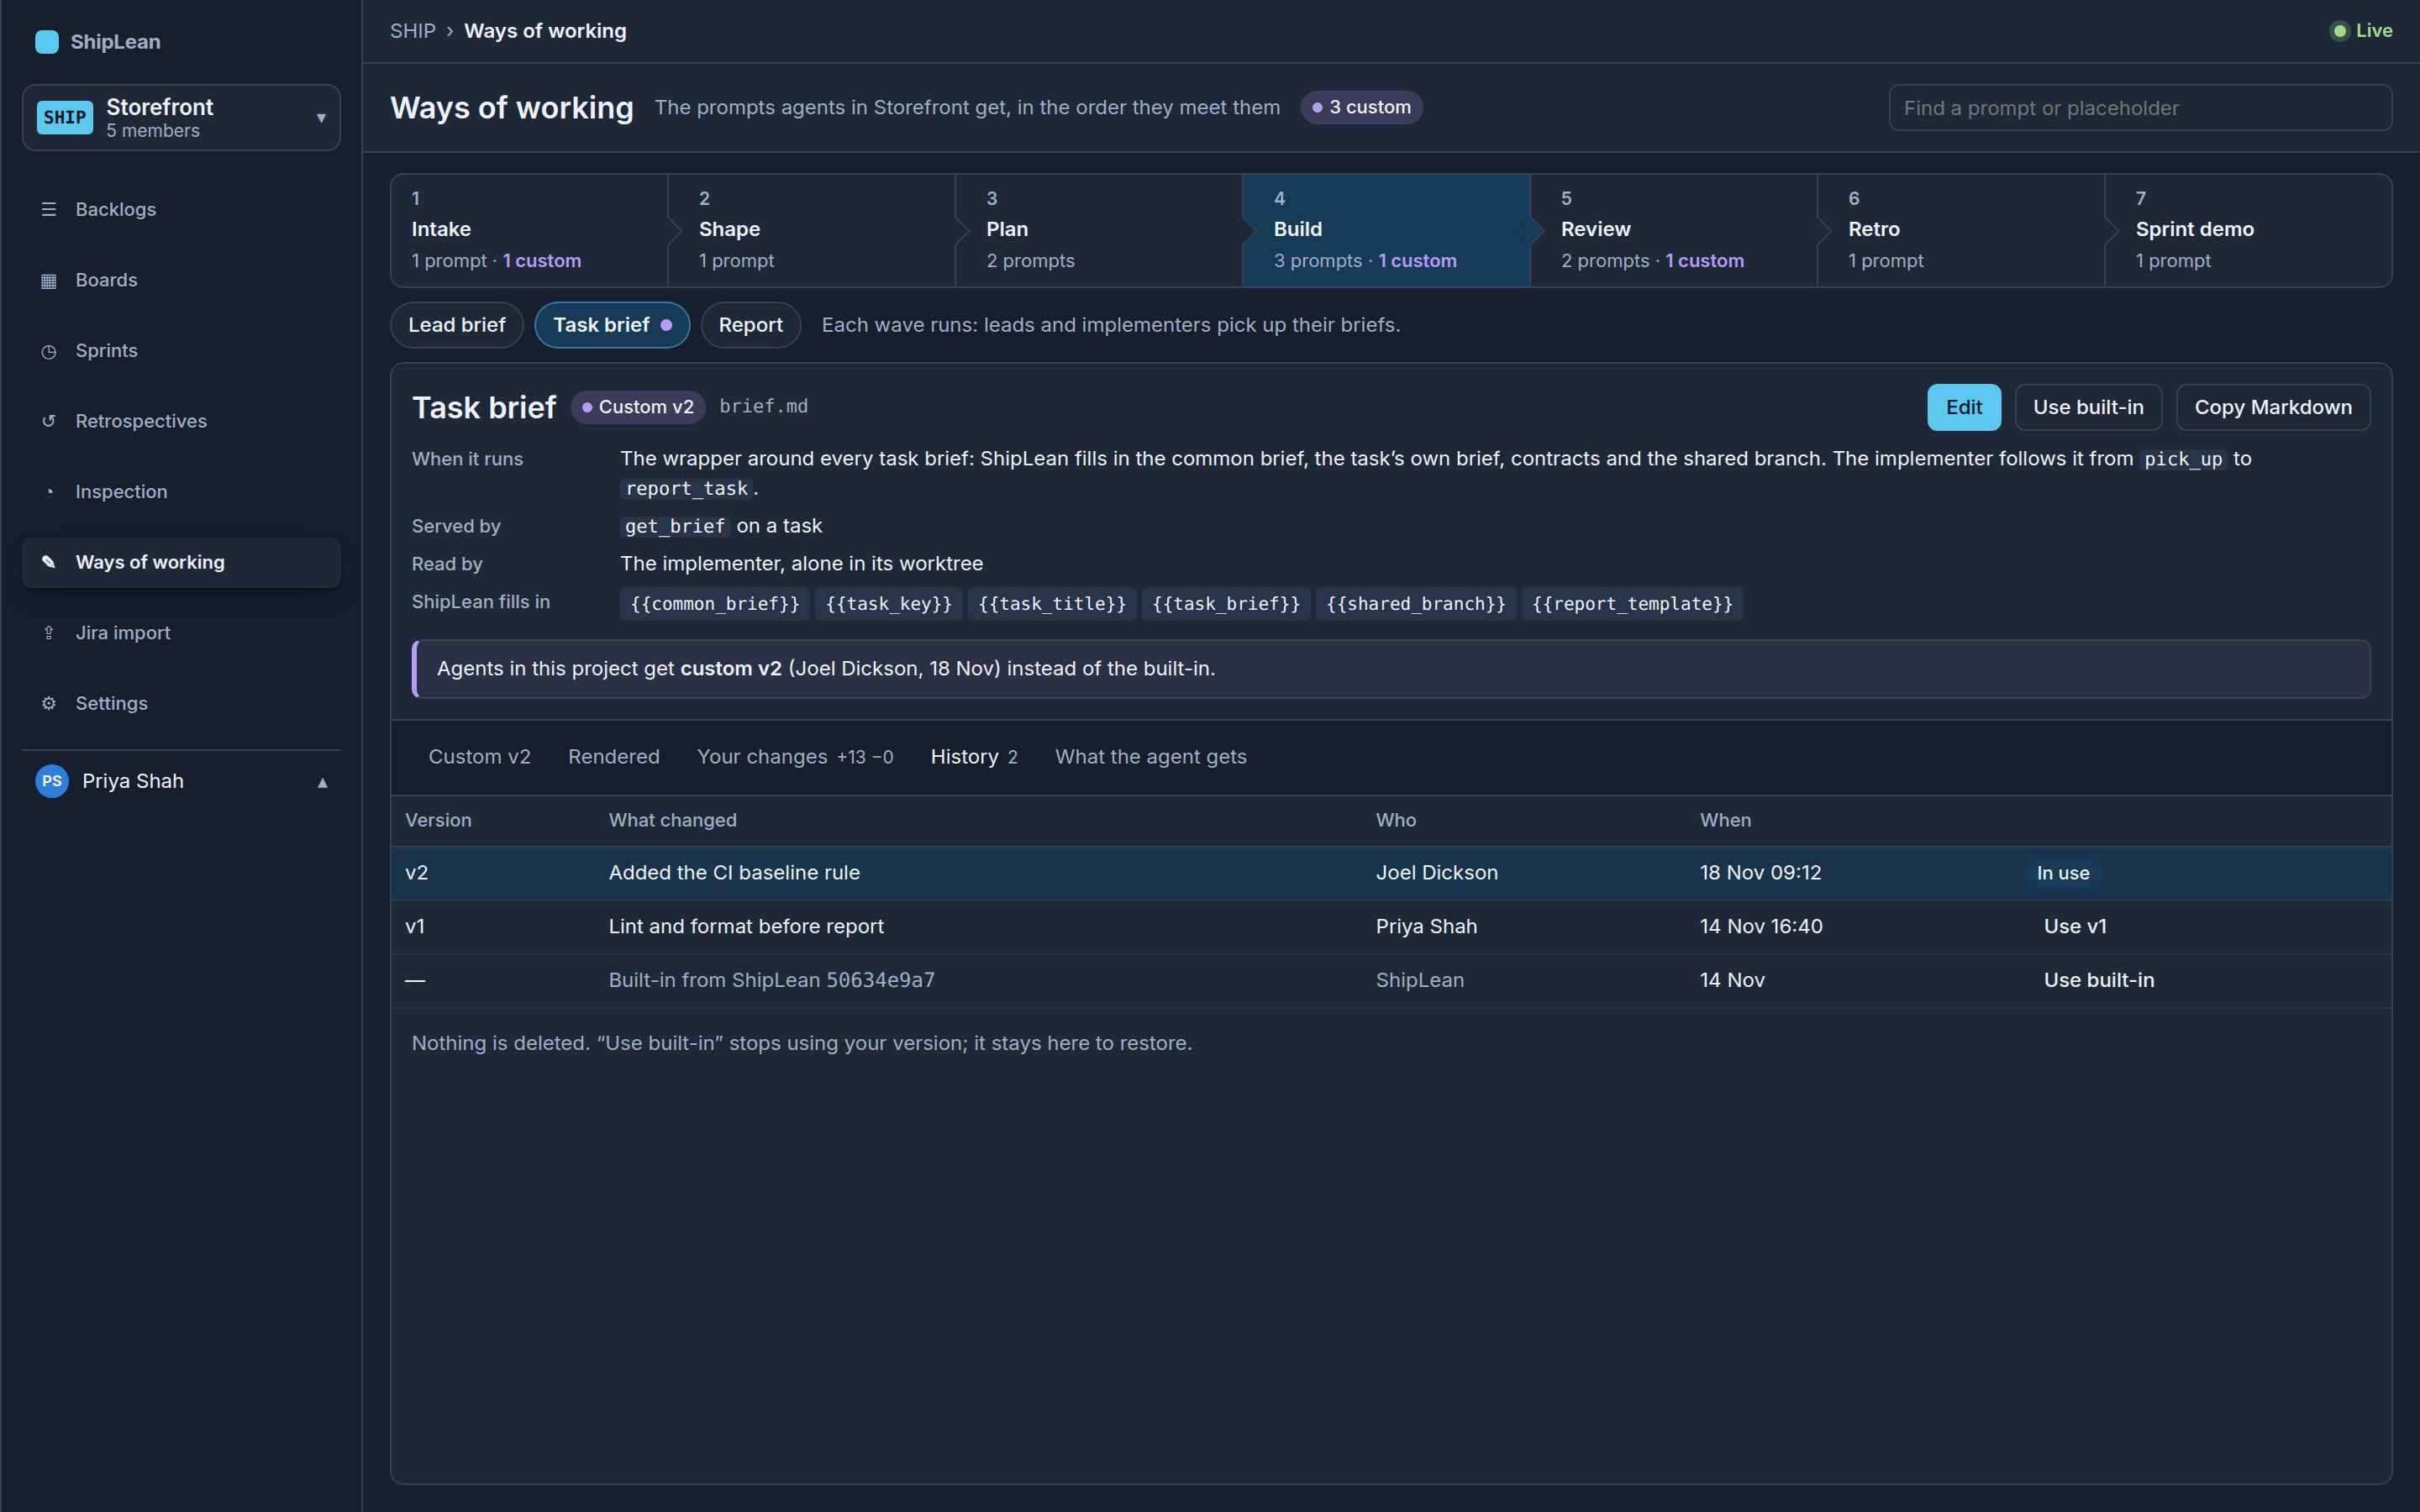 ShipLean
SHIP
Storefront
5 members
Backlogs
Boards
Sprints
Retrospectives
Inspection
Ways of working
Jira import
Settings
PS
Priya Shah
SHIP › Ways of working
Live
Ways of working
The prompts agents in Storefront get, in the order they meet them
3 custom
Find a prompt or placeholder
1
Intake
1 prompt · 1 custom
2
Shape
1 prompt
3
Plan
2 prompts
4
Build
3 prompts · 1 custom
5
Review
2 prompts · 1 custom
6
Retro
1 prompt
7
Sprint demo
1 prompt
Lead brief
Task brief
Report
Each wave runs: leads and implementers pick up their briefs.
Task brief
Custom v2
brief.md
Edit
Use built-in
Copy Markdown
When it runs
The wrapper around every task brief: ShipLean fills in the common brief, the task’s own brief, contracts and the shared branch. The implementer follows it from pick_up to
report_task.
Served by
get_brief on a task
Read by
The implementer, alone in its worktree
ShipLean fills in
{{common_brief}} {{task_key}} {{task_title}} {{task_brief}} {{shared_branch}} {{report_template}}
Agents in this project get custom v2 (Joel Dickson, 18 Nov) instead of the built-in.
Custom v2
Rendered
Your changes +13 −0
History 2
What the agent gets
Version What changed Who When
v2 Added the CI baseline rule Joel Dickson 18 Nov 09:12 In use
v1 Lint and format before report Priya Shah 14 Nov 16:40 Use v1
— Built-in from ShipLean 50634e9a7 ShipLean 14 Nov Use built-in
Nothing is deleted. “Use built-in” stops using your version; it stays here to restore.